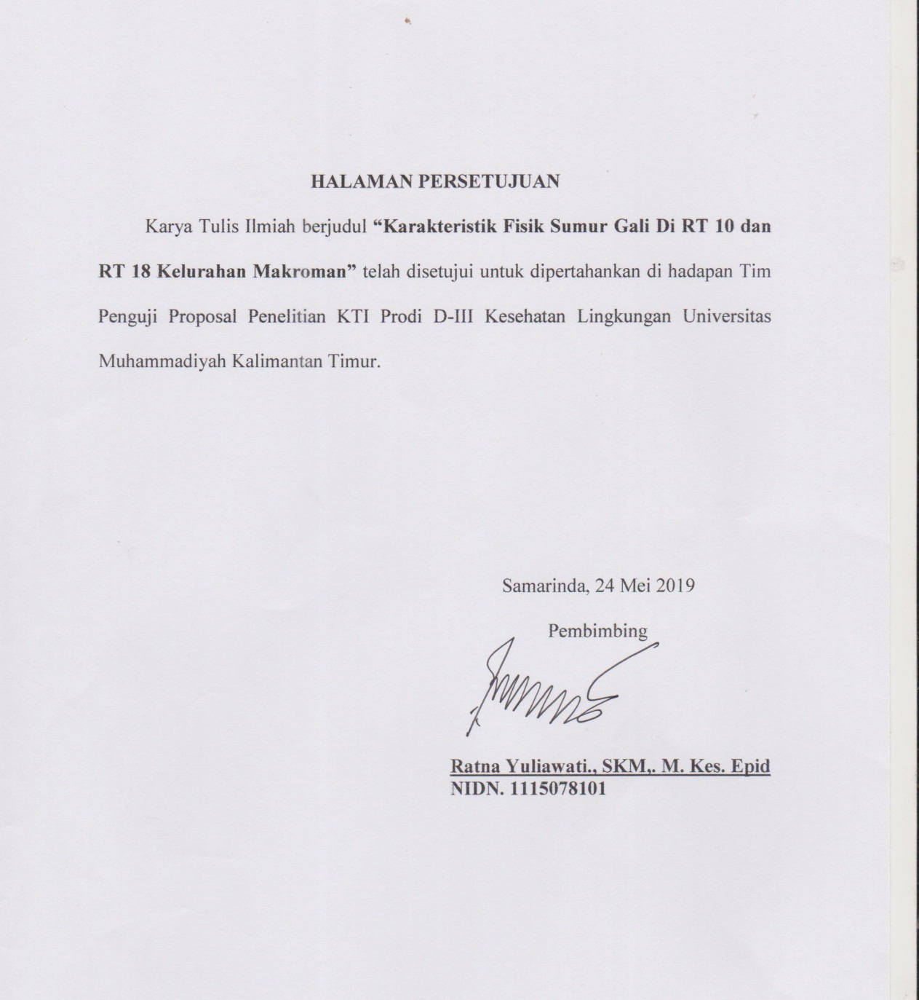 HALAMAN PERSETUJUAN
Karya Tulis Ilmiah berjudul “Karakteristik Fisik Sumur Gali Di RT 10 dan
RT 18 Kelurahan Makroman” telah disetujui untuk dipertahankan di hadapan Tim
Penguji Proposal Penelitian KTI Prodi D-III Kesehatan Lingkungan Universitas
Muhammadiyah Kalimantan Timur.
Samarinda, 24 Mei 2019
Pembimbing
Ratna Yuliawati., SKM,. M. Kes. Epid
NIDN. 1115078101